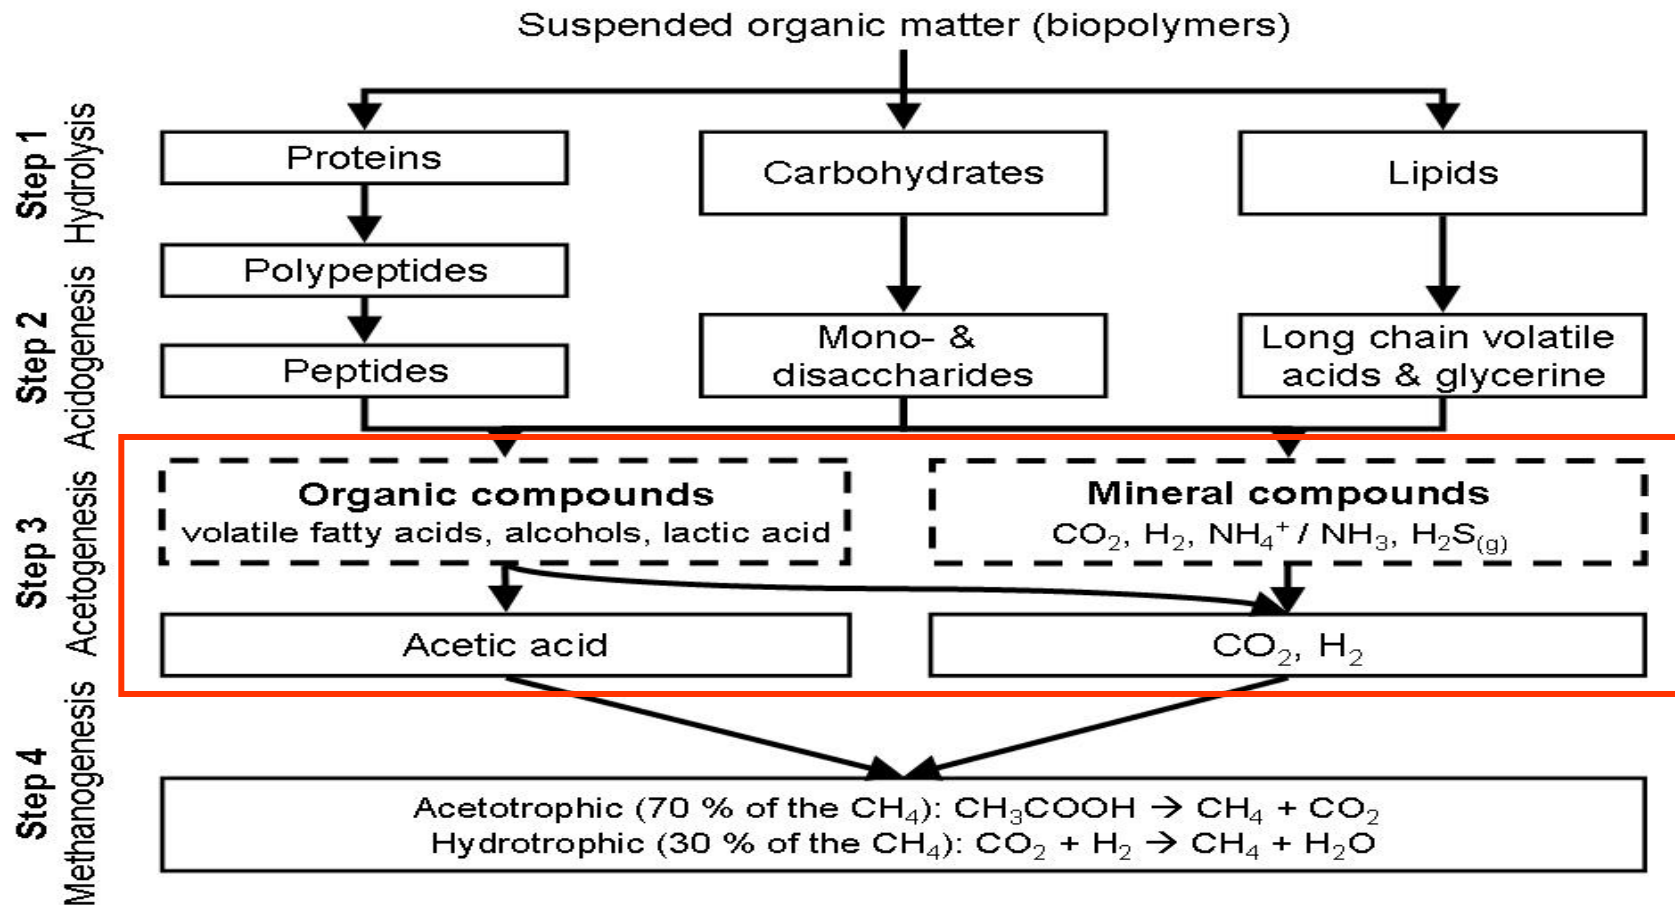 Suspended organic matter (biopolymers)
Step 1
Hydrolysis
Proteins
Carbohydrates
Lipids
Polypeptides
Step 2
Acidogenesis
Peptides
Mono- &
disaccharides
Long chain volatile
acids & glycerine
Step 3
Acetogenesis
Organic compounds
volatile fatty acids, alcohols, lactic acid
Mineral compounds
CO₂, H₂, NH₄⁺ / NH₃, H₂S₍g₎
Acetic acid
CO₂, H₂
Step 4
Methanogenesis
Acetotrophic (70 % of the CH₄): CH₃COOH → CH₄ + CO₂
Hydrotrophic (30 % of the CH₄): CO₂ + H₂ → CH₄ + H₂O